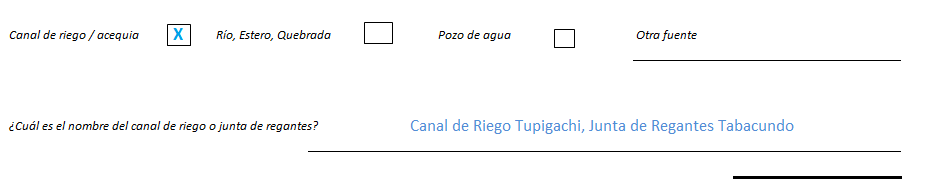 Canal de riego / acequia X Río, Estero, Quebrada Pozo de agua Otra fuente
¿Cuál es el nombre del canal de riego o junta de regantes? Canal de Riego Tupigachi, Junta de Regantes Tabacundo